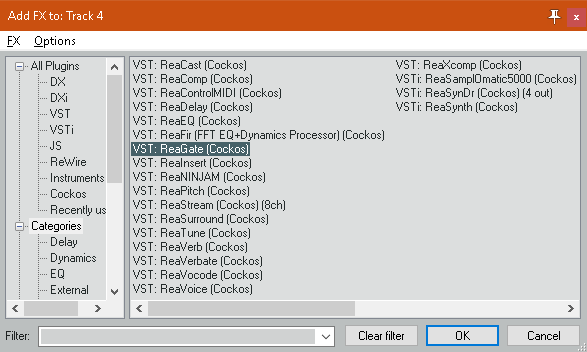 Add FX to: Track 4
FX Options
All Plugins
DX
DXi
VST
VSTi
JS
ReWire
Instruments
Cockos
Recently us
Categories
Delay
Dynamics
EQ
External
VST: ReaCast (Cockos)
VST: ReaComp (Cockos)
VST: ReaControlMIDI (Cockos)
VST: ReaDelay (Cockos)
VST: ReaEQ (Cockos)
VST: ReaFir (FFT EQ+Dynamics Processor) (Cockos)
VST: ReaGate (Cockos)
VST: ReaInsert (Cockos)
VST: ReaNINJAM (Cockos)
VST: ReaPitch (Cockos)
VST: ReaStream (Cockos) (8ch)
VST: ReaSurround (Cockos)
VST: ReaTune (Cockos)
VST: ReaVerb (Cockos)
VST: ReaVerbate (Cockos)
VST: ReaVocode (Cockos)
VST: ReaVoice (Cockos)
VST: ReaXcomp (Cockos)
VSTi: ReaSamplOmatic5000 (Cockos)
VSTi: ReaSynDr (Cockos) (4 out)
VSTi: ReaSynth (Cockos)
Filter: Clear filter OK Cancel